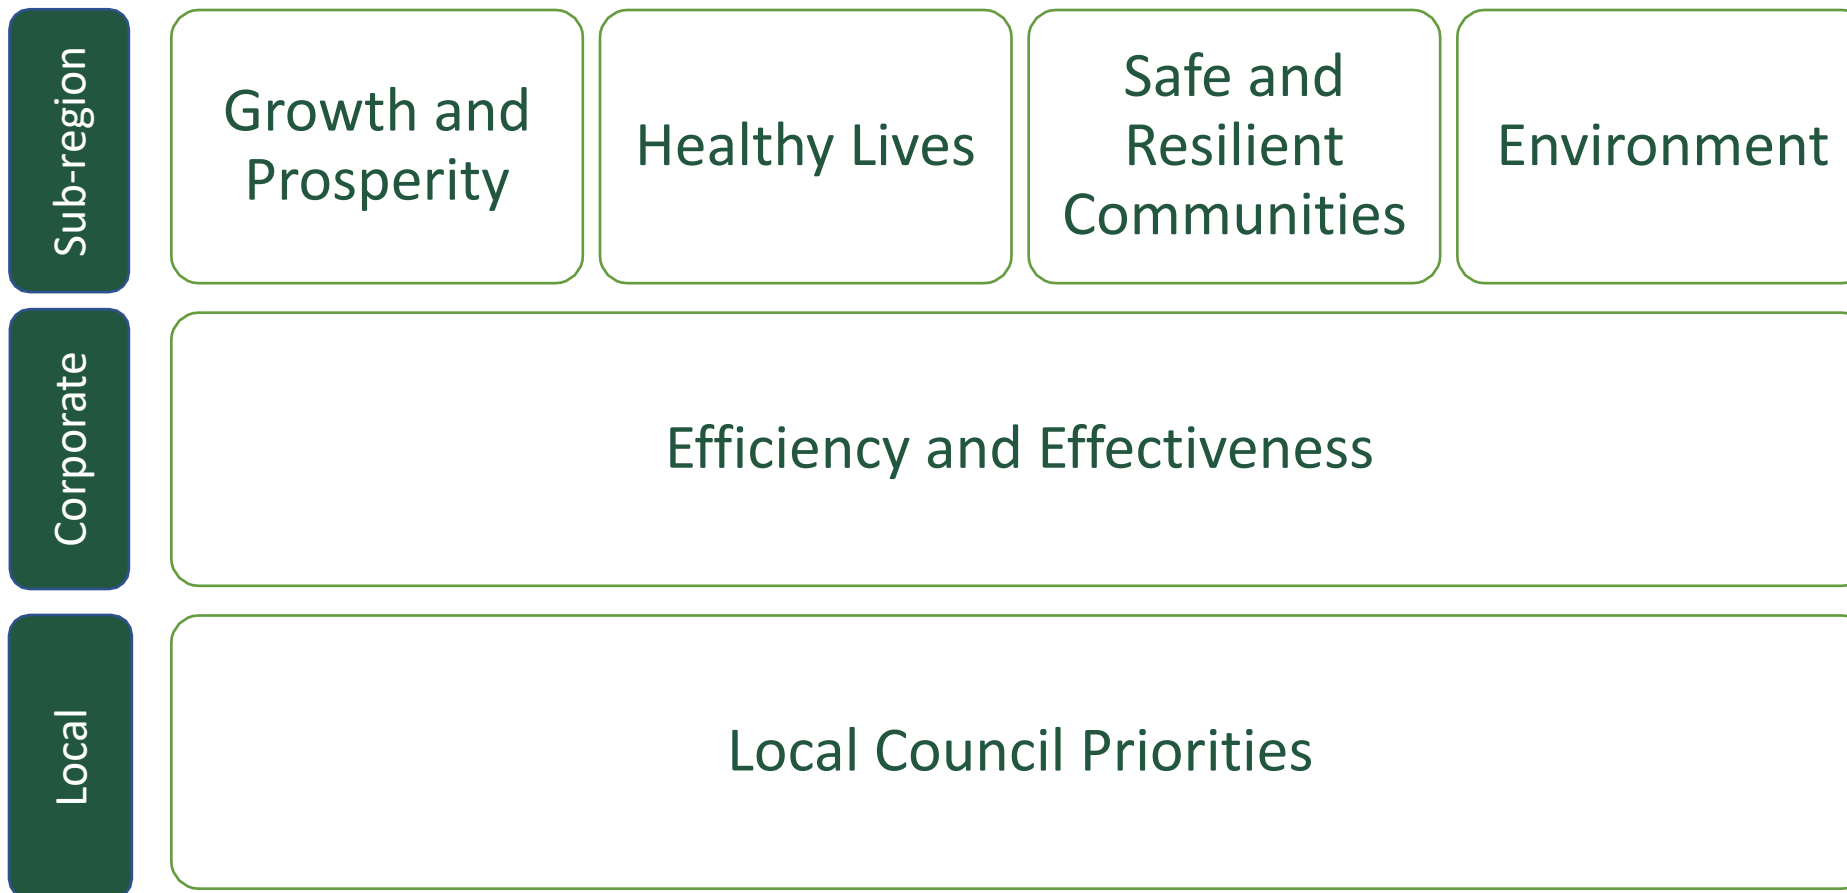 Sub-region
Growth and
Prosperity
Healthy Lives
Safe and
Resilient
Communities
Environment
Corporate
Efficiency and Effectiveness
Local
Local Council Priorities